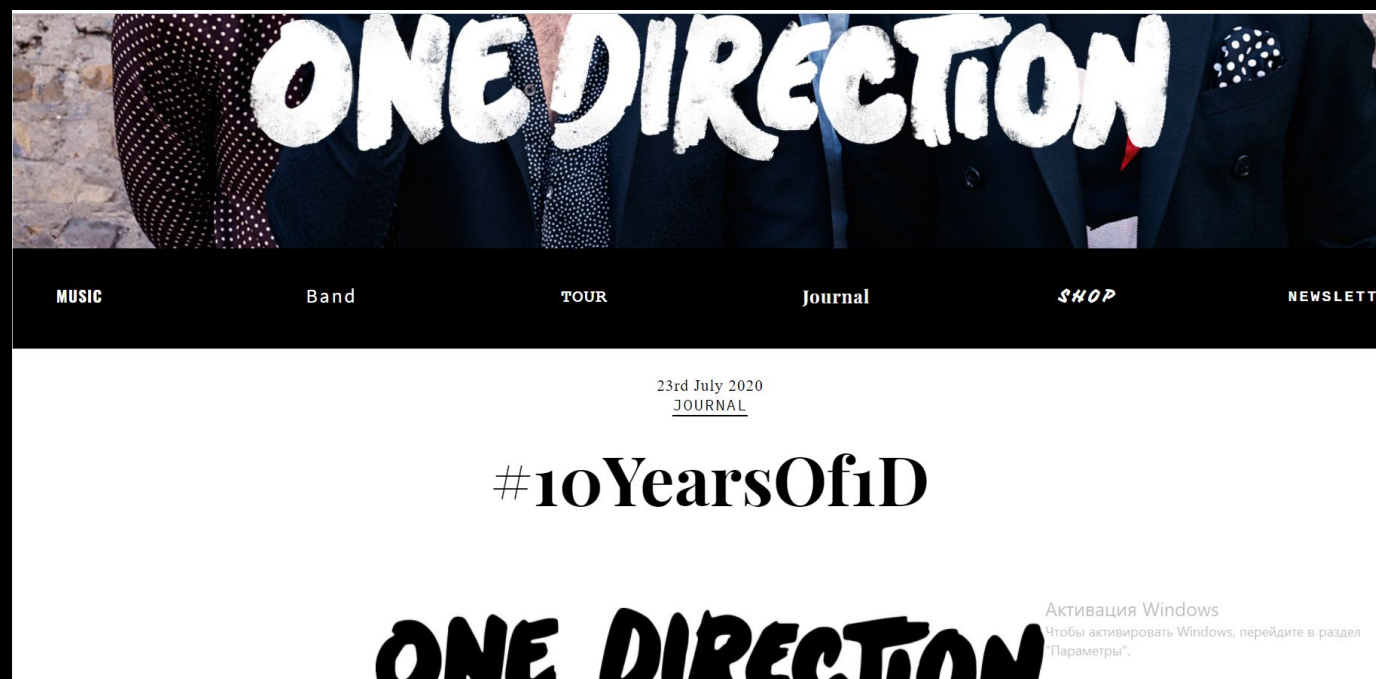 ONE DIRECTION
MUSIC Band TOUR Journal SHOP NEWSLETT
23rd July 2020
JOURNAL
#10YearsOf1D
ONE DIRECTION
Активация Windows
Чтобы активировать Windows, перейдите в раздел
"Параметры".